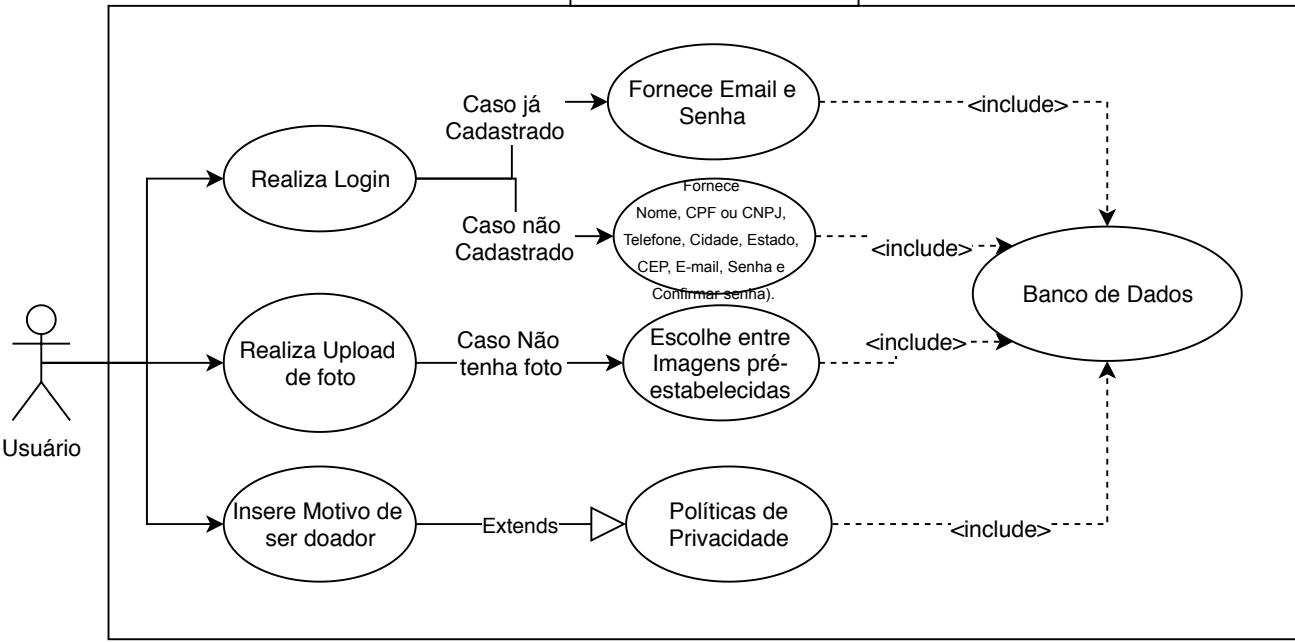 Fornece Email e
Senha
<include>
Caso já
Cadastrado
Realiza Login
Fornece
Nome, CPF ou CNPJ,
Telefone, Cidade, Estado,
CEP, E-mail, Senha e
Confirmar senha).
Caso não
Cadastrado
<include>
Banco de Dados
Realiza Upload
de foto
Caso Não
tenha foto
Escolhe entre
Imagens pré-
estabelecidas
<include>
Usuário
Insere Motivo de
ser doador
Extends
Políticas de
Privacidade
<include>